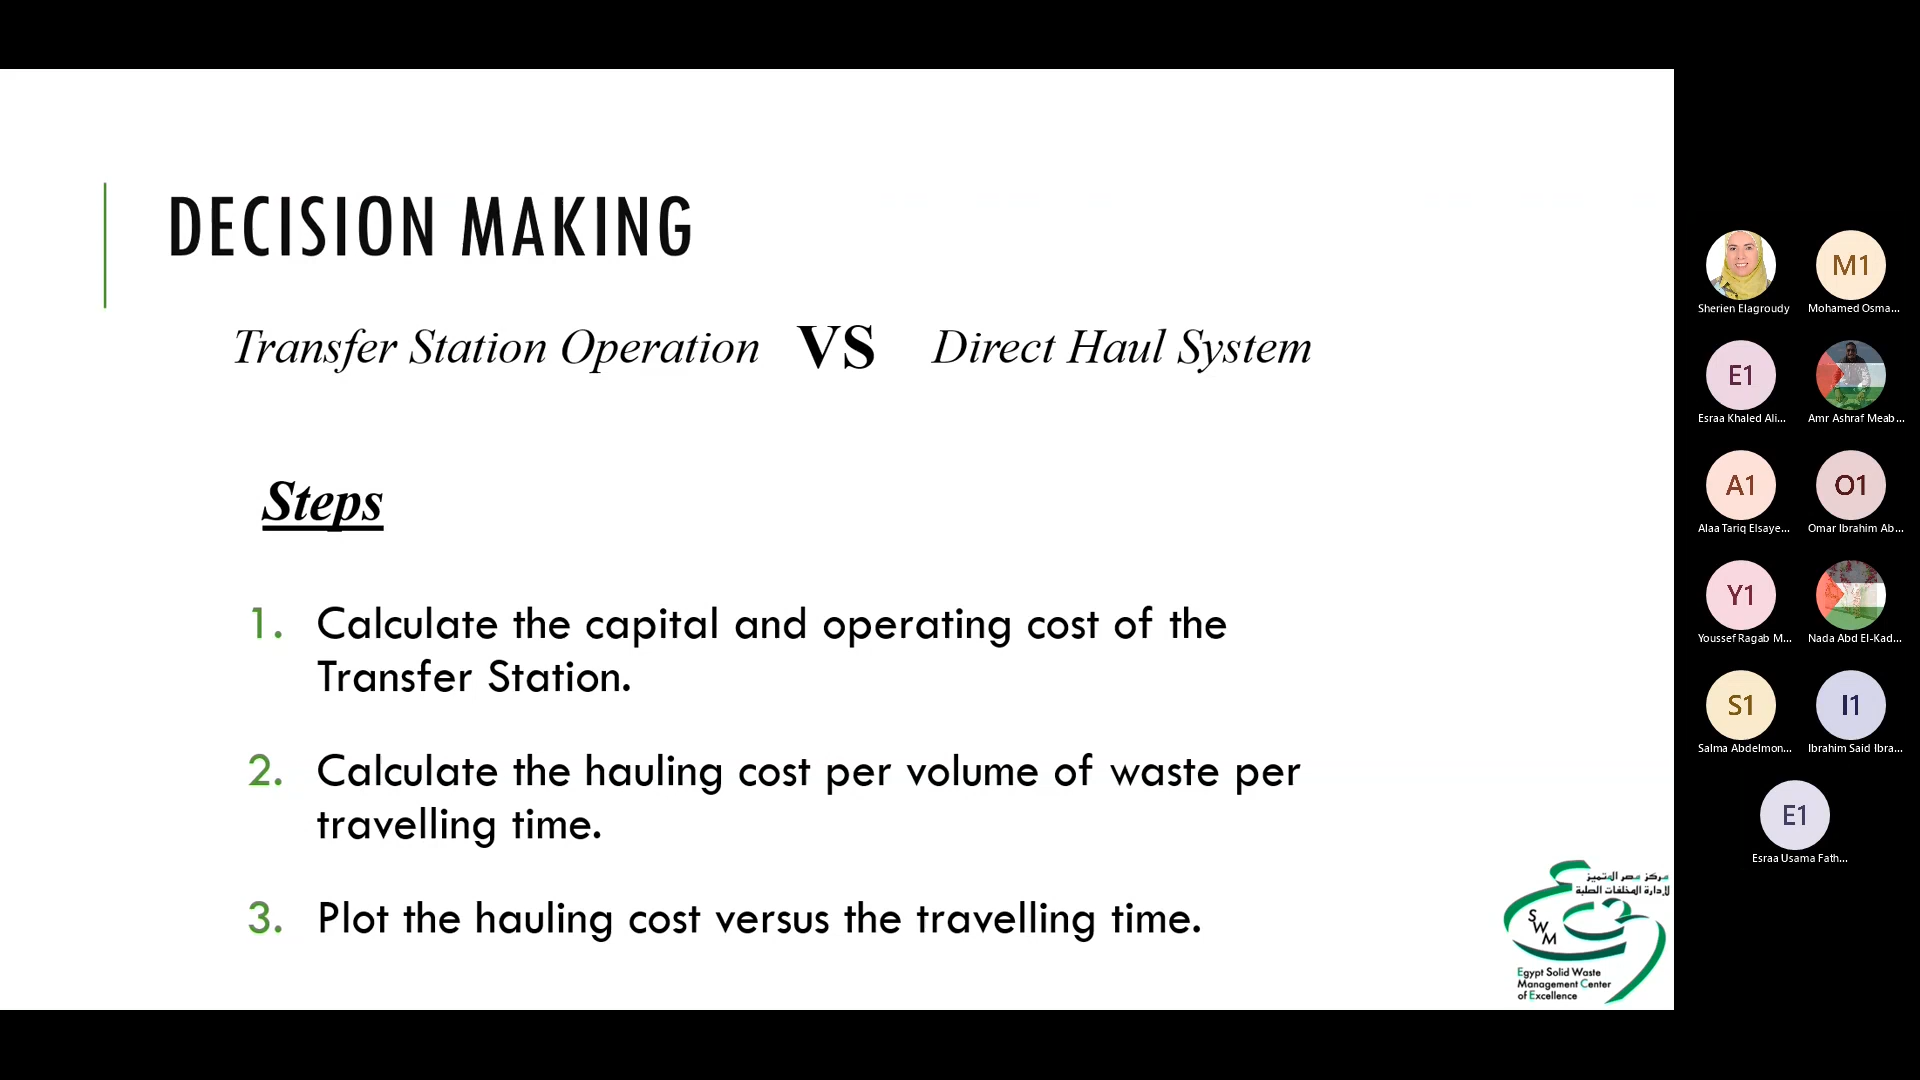 DECISION MAKING
Transfer Station Operation VS Direct Haul System
Steps
1. Calculate the capital and operating cost of the
Transfer Station.
2. Calculate the hauling cost per volume of waste per
travelling time.
3. Plot the hauling cost versus the travelling time.
مركز مصر المتميز
لإدارة المخلفات الصلبة
SWM
Egypt Solid Waste
Management Center
of Excellence
M1
Sherien Elagroudy
Mohamed Osma...
E1
Esraa Khaled Ali...
Amr Ashraf Meab...
A1
O1
Alaa Tariq Elsaye...
Omar Ibrahim Ab...
Y1
Youssef Ragab M...
Nada Abd El-Kad...
S1
I1
Salma Abdelmon...
Ibrahim Said Ibra...
E1
Esraa Usama Fath...